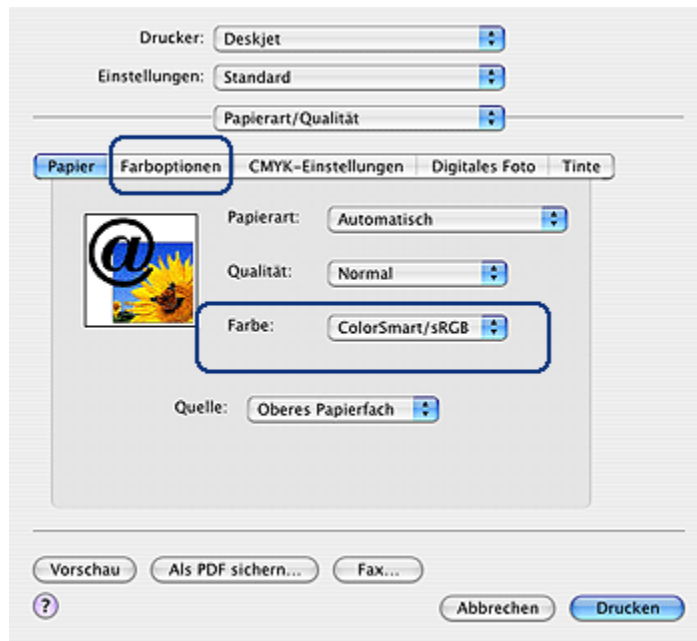 Drucker: Deskjet
Einstellungen: Standard
Papierart/Qualität
Papier Farboptionen CMYK-Einstellungen Digitales Foto Tinte
@
Papierart: Automatisch
Qualität: Normal
Farbe: ColorSmart/sRGB
Quelle: Oberes Papierfach
Vorschau Als PDF sichern... Fax...
? Abbrechen Drucken